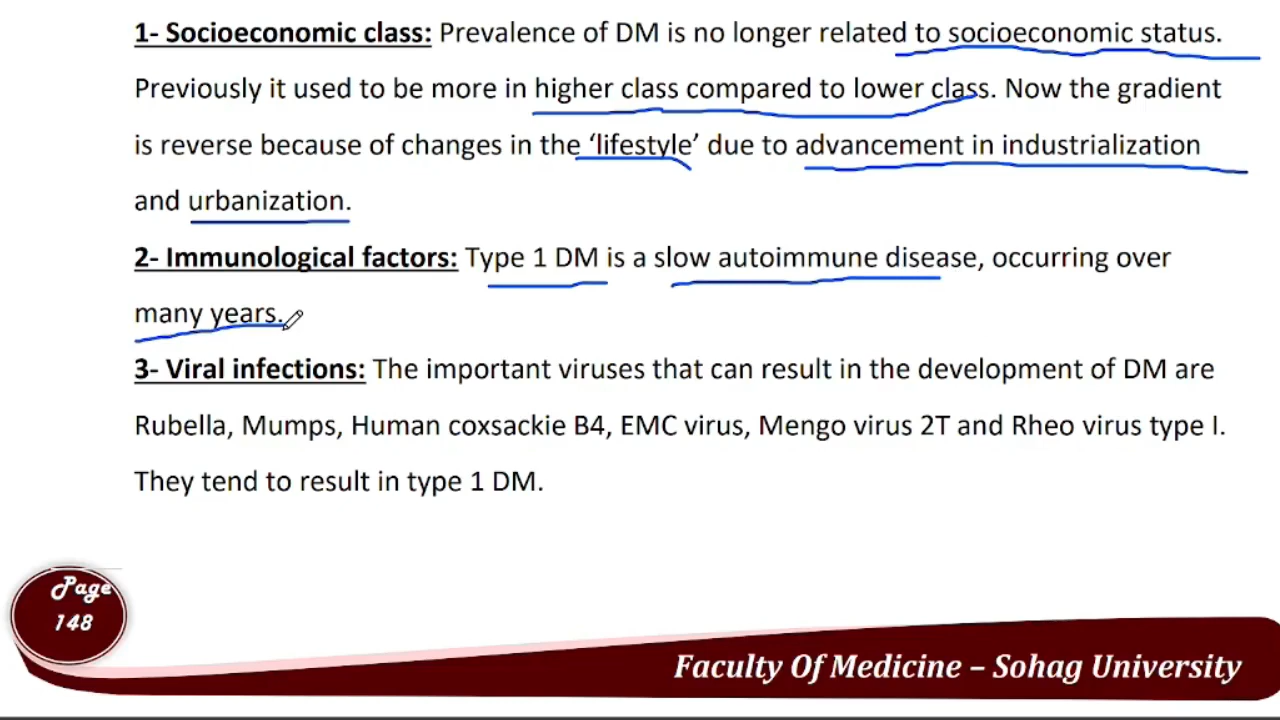 1- Socioeconomic class: Prevalence of DM is no longer related to socioeconomic status.
Previously it used to be more in higher class compared to lower class. Now the gradient
is reverse because of changes in the ‘lifestyle’ due to advancement in industrialization
and urbanization.
2- Immunological factors: Type 1 DM is a slow autoimmune disease, occurring over
many years.
3- Viral infections: The important viruses that can result in the development of DM are
Rubella, Mumps, Human coxsackie B4, EMC virus, Mengo virus 2T and Rheo virus type I.
They tend to result in type 1 DM.
Page
148
Faculty Of Medicine – Sohag University